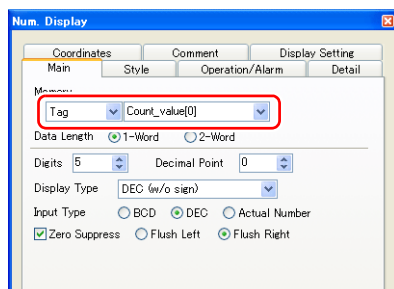 Num. Display
Coordinates Comment Display Setting
Main Style Operation/Alarm Detail
Memory
Tag Count_value[0]
Data Length 1-Word 2-Word
Digits 5 Decimal Point 0
Display Type DEC (w/o sign)
Input Type BCD DEC Actual Number
Zero Suppress Flush Left Flush Right